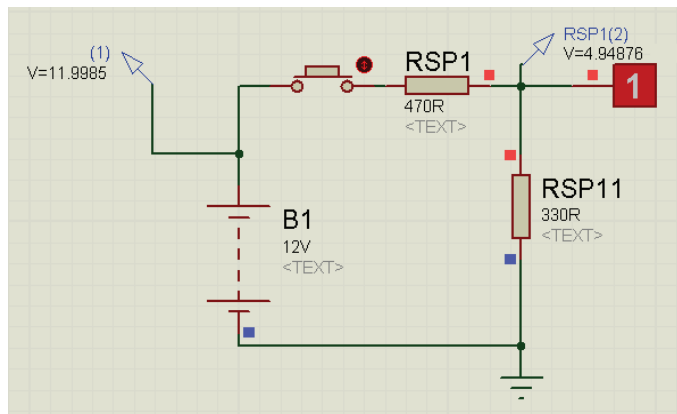 (1)
V=11.9985
RSP1
470R
<TEXT>
RSP1(2)
V=4.94876
1
B1
12V
<TEXT>
RSP11
330R
<TEXT>